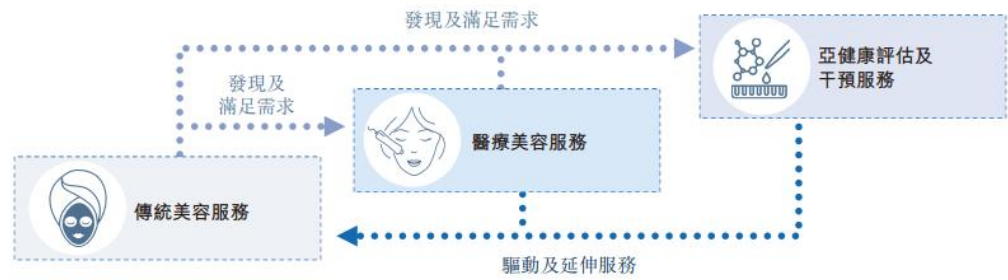 發現及滿足需求
亞健康評估及
干預服務
發現及
滿足需求
醫療美容服務
傳統美容服務
驅動及延伸服務